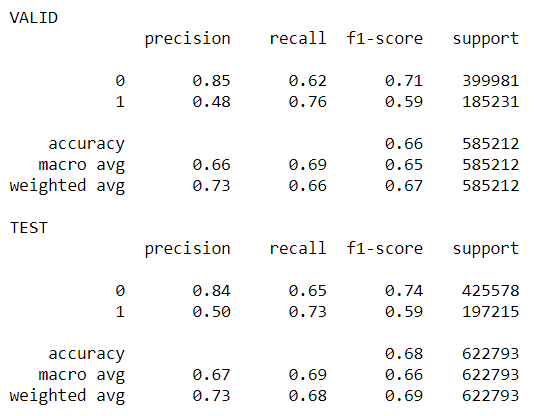 VALID
precision recall f1-score support
0 0.85 0.62 0.71 399981
1 0.48 0.76 0.59 185231
accuracy 0.66 585212
macro avg 0.66 0.69 0.65 585212
weighted avg 0.73 0.66 0.67 585212
TEST
precision recall f1-score support
0 0.84 0.65 0.74 425578
1 0.50 0.73 0.59 197215
accuracy 0.68 622793
macro avg 0.67 0.69 0.66 622793
weighted avg 0.73 0.68 0.69 622793